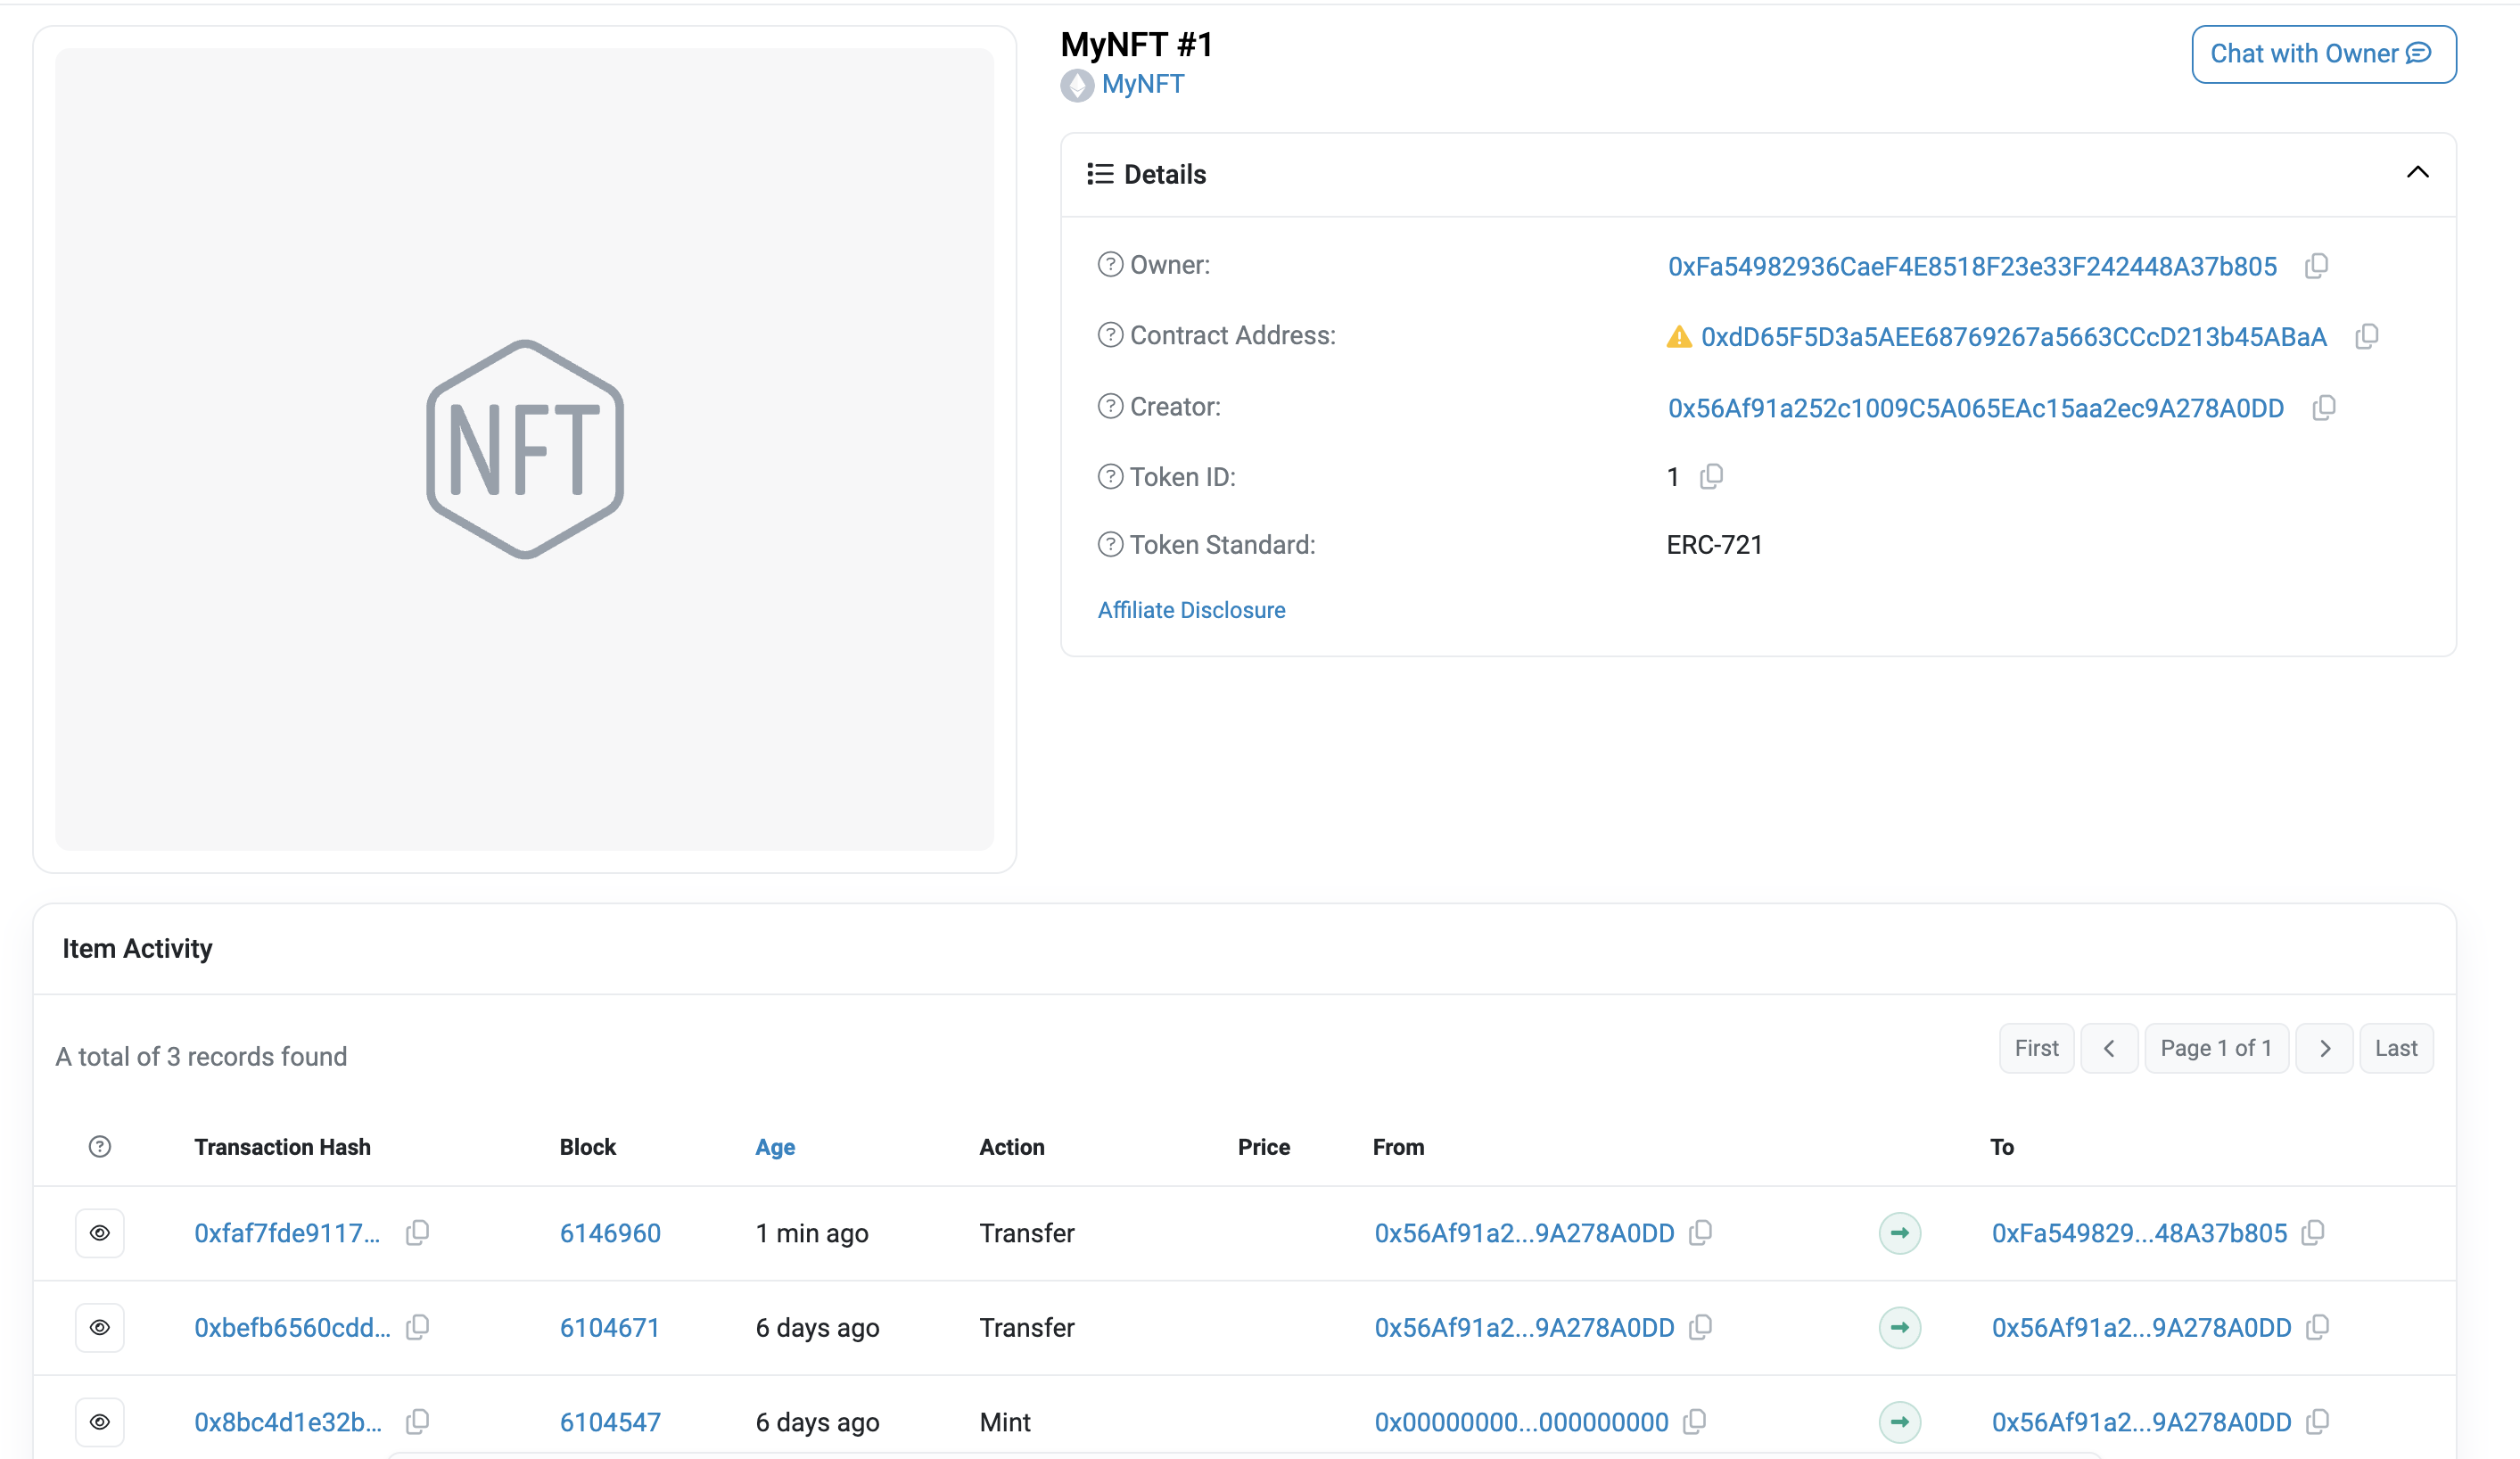 MyNFT #1
MyNFT
Chat with Owner
NFT
Details
Owner: 0xFa54982936CaeF4E8518F23e33F242448A37b805
Contract Address: 0xdD65F5D3a5AEE68769267a5663CCcD213b45ABaA
Creator: 0x56Af91a252c1009C5A065EAc15aa2ec9A278A0DD
Token ID: 1
Token Standard: ERC-721
Affiliate Disclosure
Item Activity
A total of 3 records found
First Page 1 of 1 Last
Transaction Hash Block Age Action Price From To
0xfaf7fde9117... 6146960 1 min ago Transfer 0x56Af91a2...9A278A0DD 0xFa549829...48A37b805
0xbefb6560cdd... 6104671 6 days ago Transfer 0x56Af91a2...9A278A0DD 0x56Af91a2...9A278A0DD
0x8bc4d1e32b... 6104547 6 days ago Mint 0x00000000...000000000 0x56Af91a2...9A278A0DD